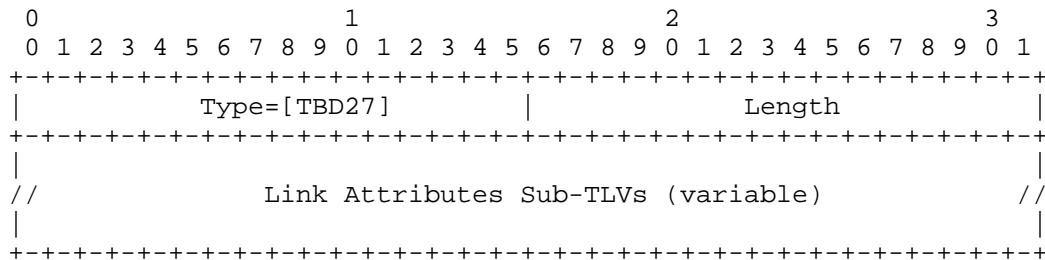 0                   1                   2                   3
 0 1 2 3 4 5 6 7 8 9 0 1 2 3 4 5 6 7 8 9 0 1 2 3 4 5 6 7 8 9 0 1
+-+-+-+-+-+-+-+-+-+-+-+-+-+-+-+-+-+-+-+-+-+-+-+-+-+-+-+-+-+-+-+-+
|           Type=[TBD27]        |             Length            |
+-+-+-+-+-+-+-+-+-+-+-+-+-+-+-+-+-+-+-+-+-+-+-+-+-+-+-+-+-+-+-+-+
|                                                               |
//              Link Attributes Sub-TLVs (variable)            //
|                                                               |
+-+-+-+-+-+-+-+-+-+-+-+-+-+-+-+-+-+-+-+-+-+-+-+-+-+-+-+-+-+-+-+-+